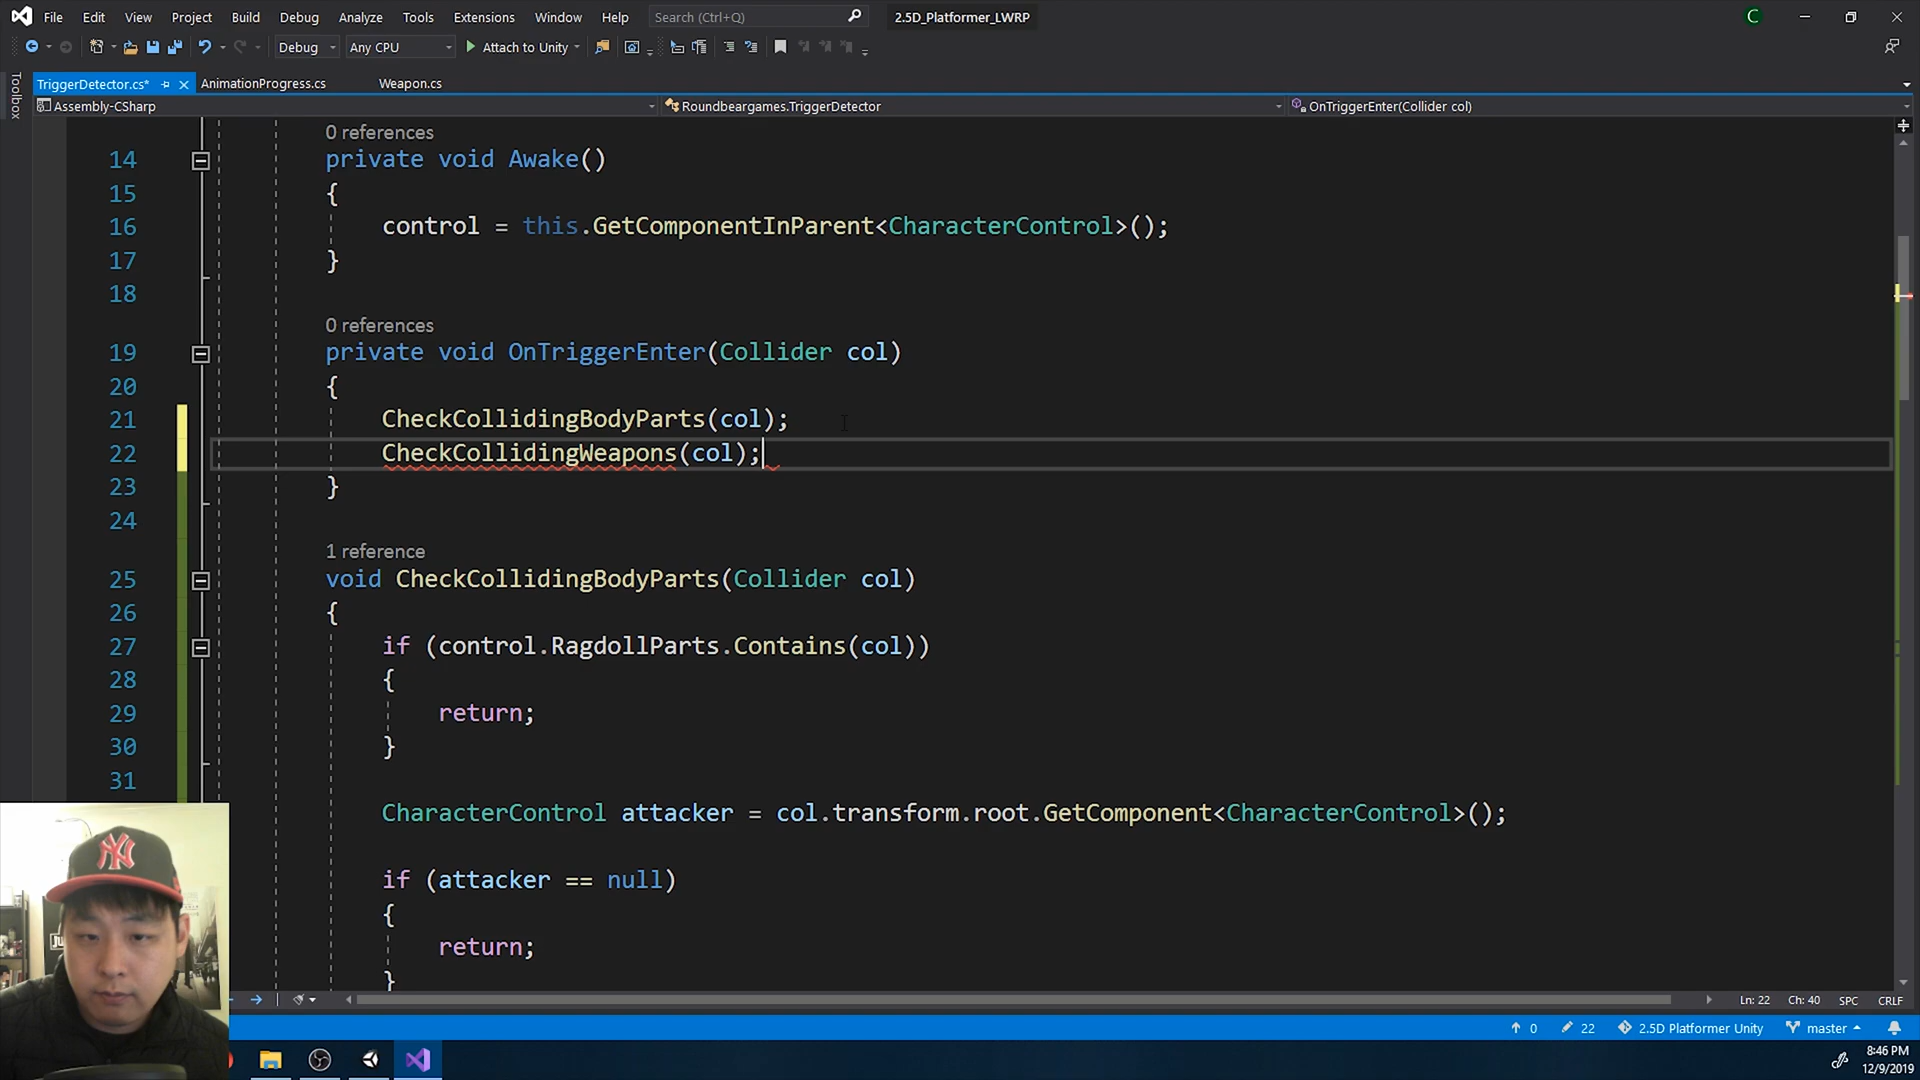 File Edit View Project Build Debug Analyze Tools Extensions Window Help Search (Ctrl+Q) 2.5D_Platformer_LWRP C
Debug Any CPU Attach to Unity
Toolbox
TriggerDetector.cs* AnimationProgress.cs Weapon.cs
Assembly-CSharp Roundbeargames.TriggerDetector OnTriggerEnter(Collider col)
0 references
14 private void Awake()
15 {
16 control = this.GetComponentInParent<CharacterControl>();
17 }
18
0 references
19 private void OnTriggerEnter(Collider col)
20 {
21 CheckCollidingBodyParts(col);
22 CheckCollidingWeapons(col);
23 }
24
1 reference
25 void CheckCollidingBodyParts(Collider col)
26 {
27 if (control.RagdollParts.Contains(col))
28 {
29 return;
30 }
31
CharacterControl attacker = col.transform.root.GetComponent<CharacterControl>();
if (attacker == null)
{
return;
}
Ln: 22 Ch: 40 SPC CRLF
0 22 2.5D Platformer Unity master
8:46 PM
12/9/2019